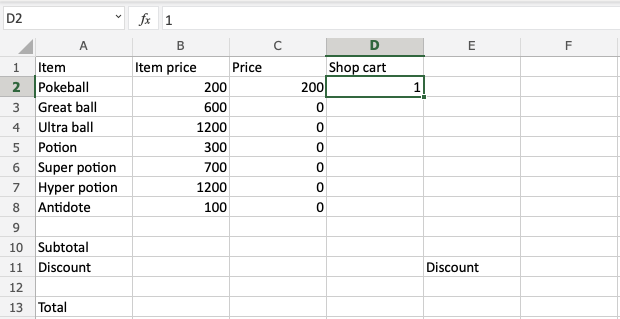 D2 fx 1
A B C D E F
1 Item Item price Price Shop cart
2 Pokeball 200 200 1
3 Great ball 600 0
4 Ultra ball 1200 0
5 Potion 300 0
6 Super potion 700 0
7 Hyper potion 1200 0
8 Antidote 100 0
9
10 Subtotal
11 Discount Discount
12
13 Total